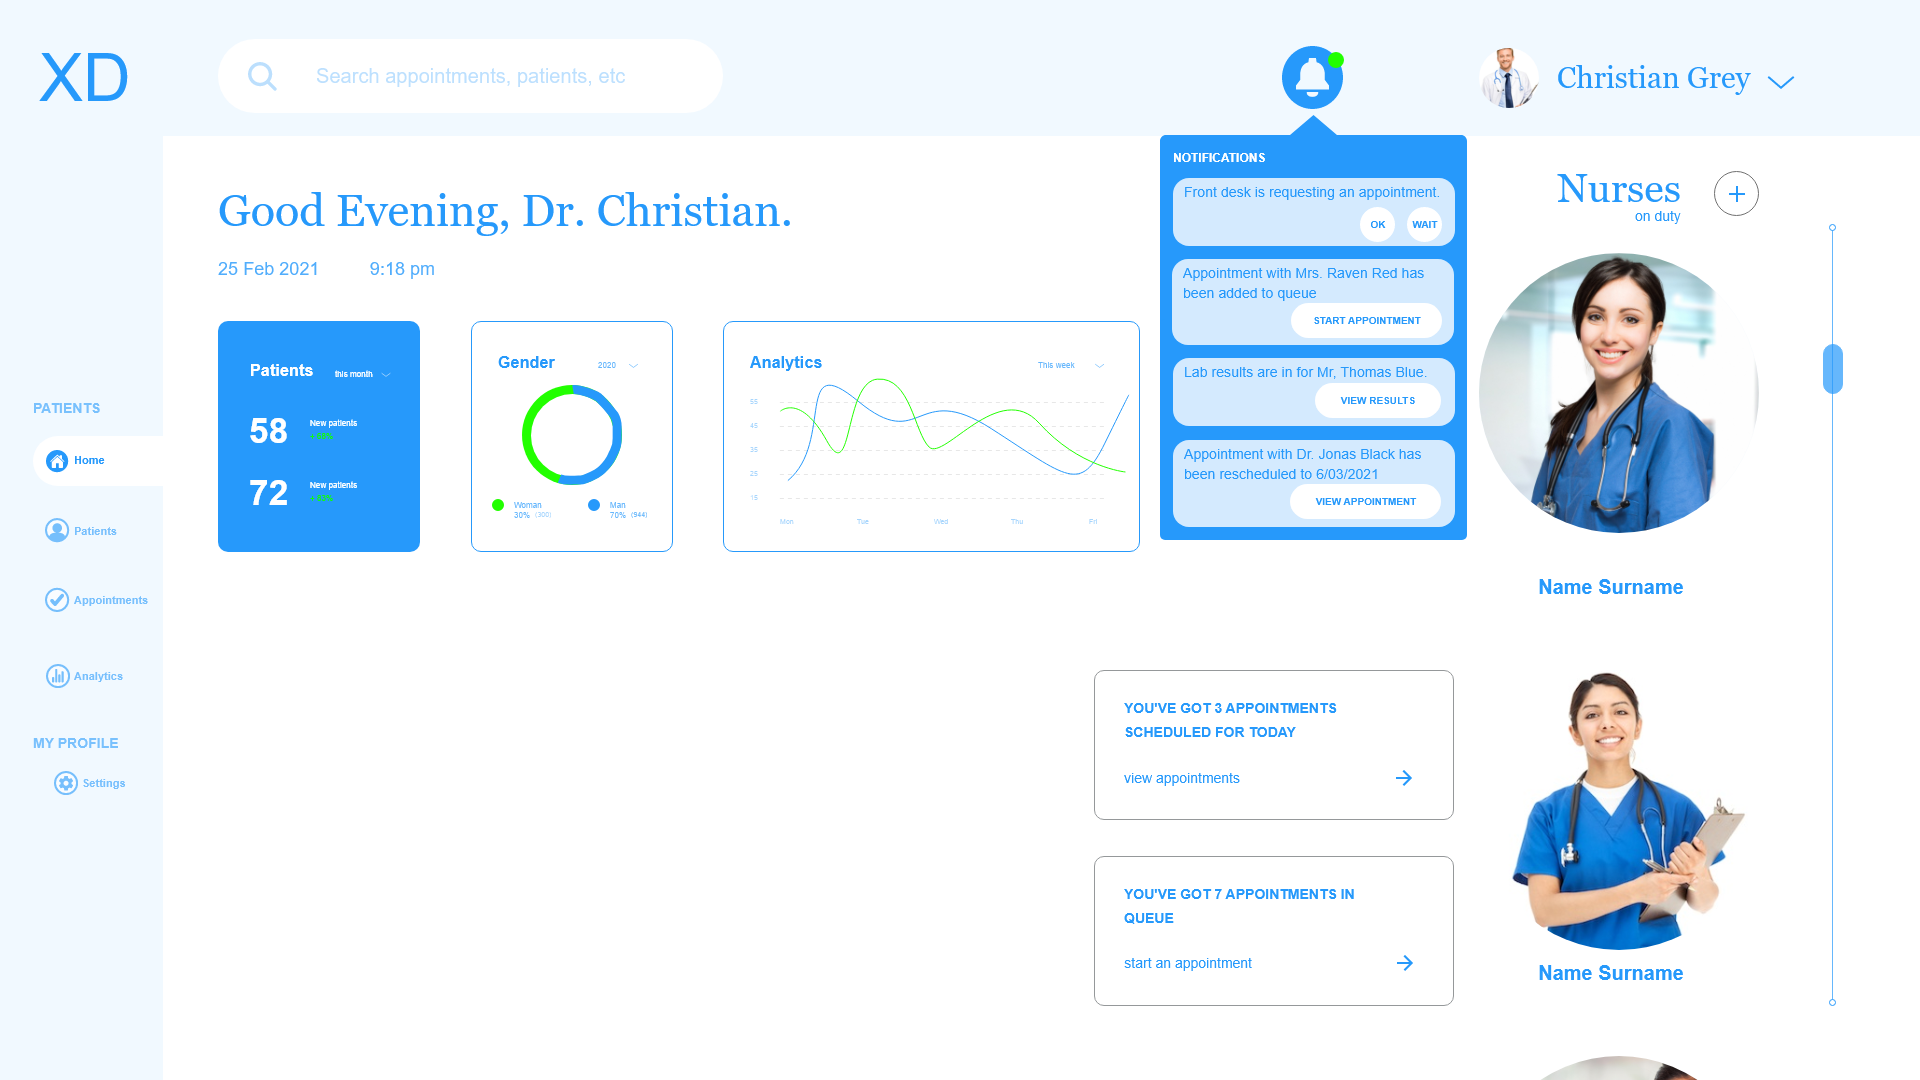 XD
Search appointments, patients, etc
Christian Grey
NOTIFICATIONS
Front desk is requesting an appointment.
OK
WAIT
Appointment with Mrs. Raven Red has
been added to queue
START APPOINTMENT
Lab results are in for Mr, Thomas Blue.
VIEW RESULTS
Appointment with Dr. Jonas Black has
been rescheduled to 6/03/2021
VIEW APPOINTMENT
Nurses
on duty
Good Evening, Dr. Christian.
25 Feb 2021
9:18 pm
Patients
this month
58
New patients
72
New patients
Gender
2020
Woman
30% (300)
Man
70% (944)
Analytics
This week
55
45
35
25
15
Mon
Tue
Wed
Thu
Fri
PATIENTS
Home
Patients
Appointments
Analytics
MY PROFILE
Settings
Name Surname
YOU'VE GOT 3 APPOINTMENTS
SCHEDULED FOR TODAY
view appointments
YOU'VE GOT 7 APPOINTMENTS IN
QUEUE
start an appointment
Name Surname